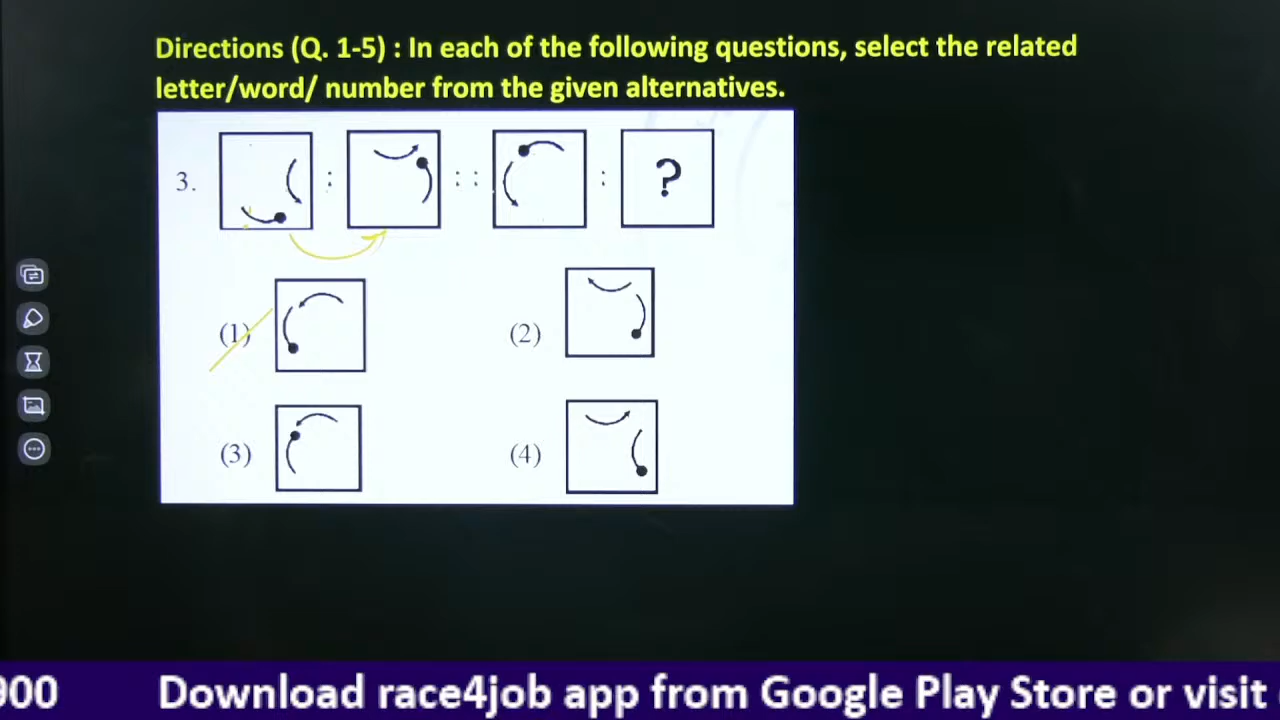 Directions (Q. 1-5) : In each of the following questions, select the related
letter/word/ number from the given alternatives.
3. : : : : ?
(1) (2)
(3) (4)
900 Download race4job app from Google Play Store or visit